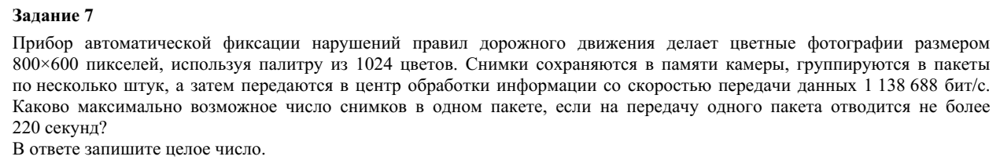 Задание 7
Прибор автоматической фиксации нарушений правил дорожного движения делает цветные фотографии размером
800×600 пикселей, используя палитру из 1024 цветов. Снимки сохраняются в памяти камеры, группируются в пакеты
по несколько штук, а затем передаются в центр обработки информации со скоростью передачи данных 1 138 688 бит/с.
Каково максимально возможное число снимков в одном пакете, если на передачу одного пакета отводится не более
220 секунд?
В ответе запишите целое число.